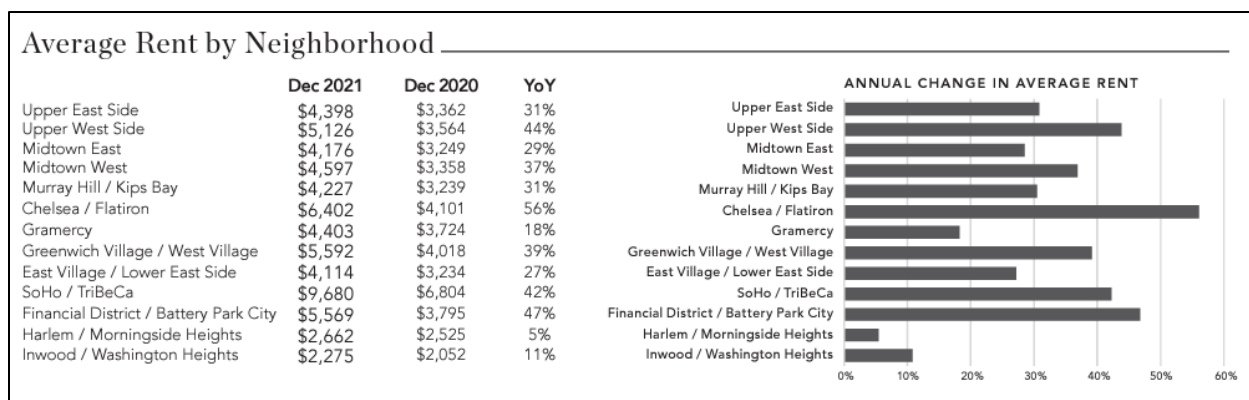 Average Rent by Neighborhood
Dec 2021 Dec 2020 YoY
Upper East Side $4,398 $3,362 31%
Upper West Side $5,126 $3,564 44%
Midtown East $4,176 $3,249 29%
Midtown West $4,597 $3,358 37%
Murray Hill / Kips Bay $4,227 $3,239 31%
Chelsea / Flatiron $6,402 $4,101 56%
Gramercy $4,403 $3,724 18%
Greenwich Village / West Village $5,592 $4,018 39%
East Village / Lower East Side $4,114 $3,234 27%
SoHo / TriBeCa $9,680 $6,804 42%
Financial District / Battery Park City $5,569 $3,795 47%
Harlem / Morningside Heights $2,662 $2,525 5%
Inwood / Washington Heights $2,275 $2,052 11%
ANNUAL CHANGE IN AVERAGE RENT
Upper East Side
Upper West Side
Midtown East
Midtown West
Murray Hill / Kips Bay
Chelsea / Flatiron
Gramercy
Greenwich Village / West Village
East Village / Lower East Side
SoHo / TriBeCa
Financial District / Battery Park City
Harlem / Morningside Heights
Inwood / Washington Heights
0% 10% 20% 30% 40% 50% 60%